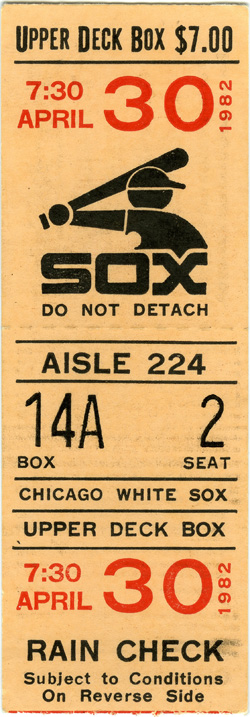 UPPER DECK BOX $7.00
7:30 APRIL 30 1982
SOX
DO NOT DETACH
AISLE 224
14A 2
BOX SEAT
CHICAGO WHITE SOX
UPPER DECK BOX
7:30 APRIL 30 1982
RAIN CHECK
Subject to Conditions
On Reverse Side